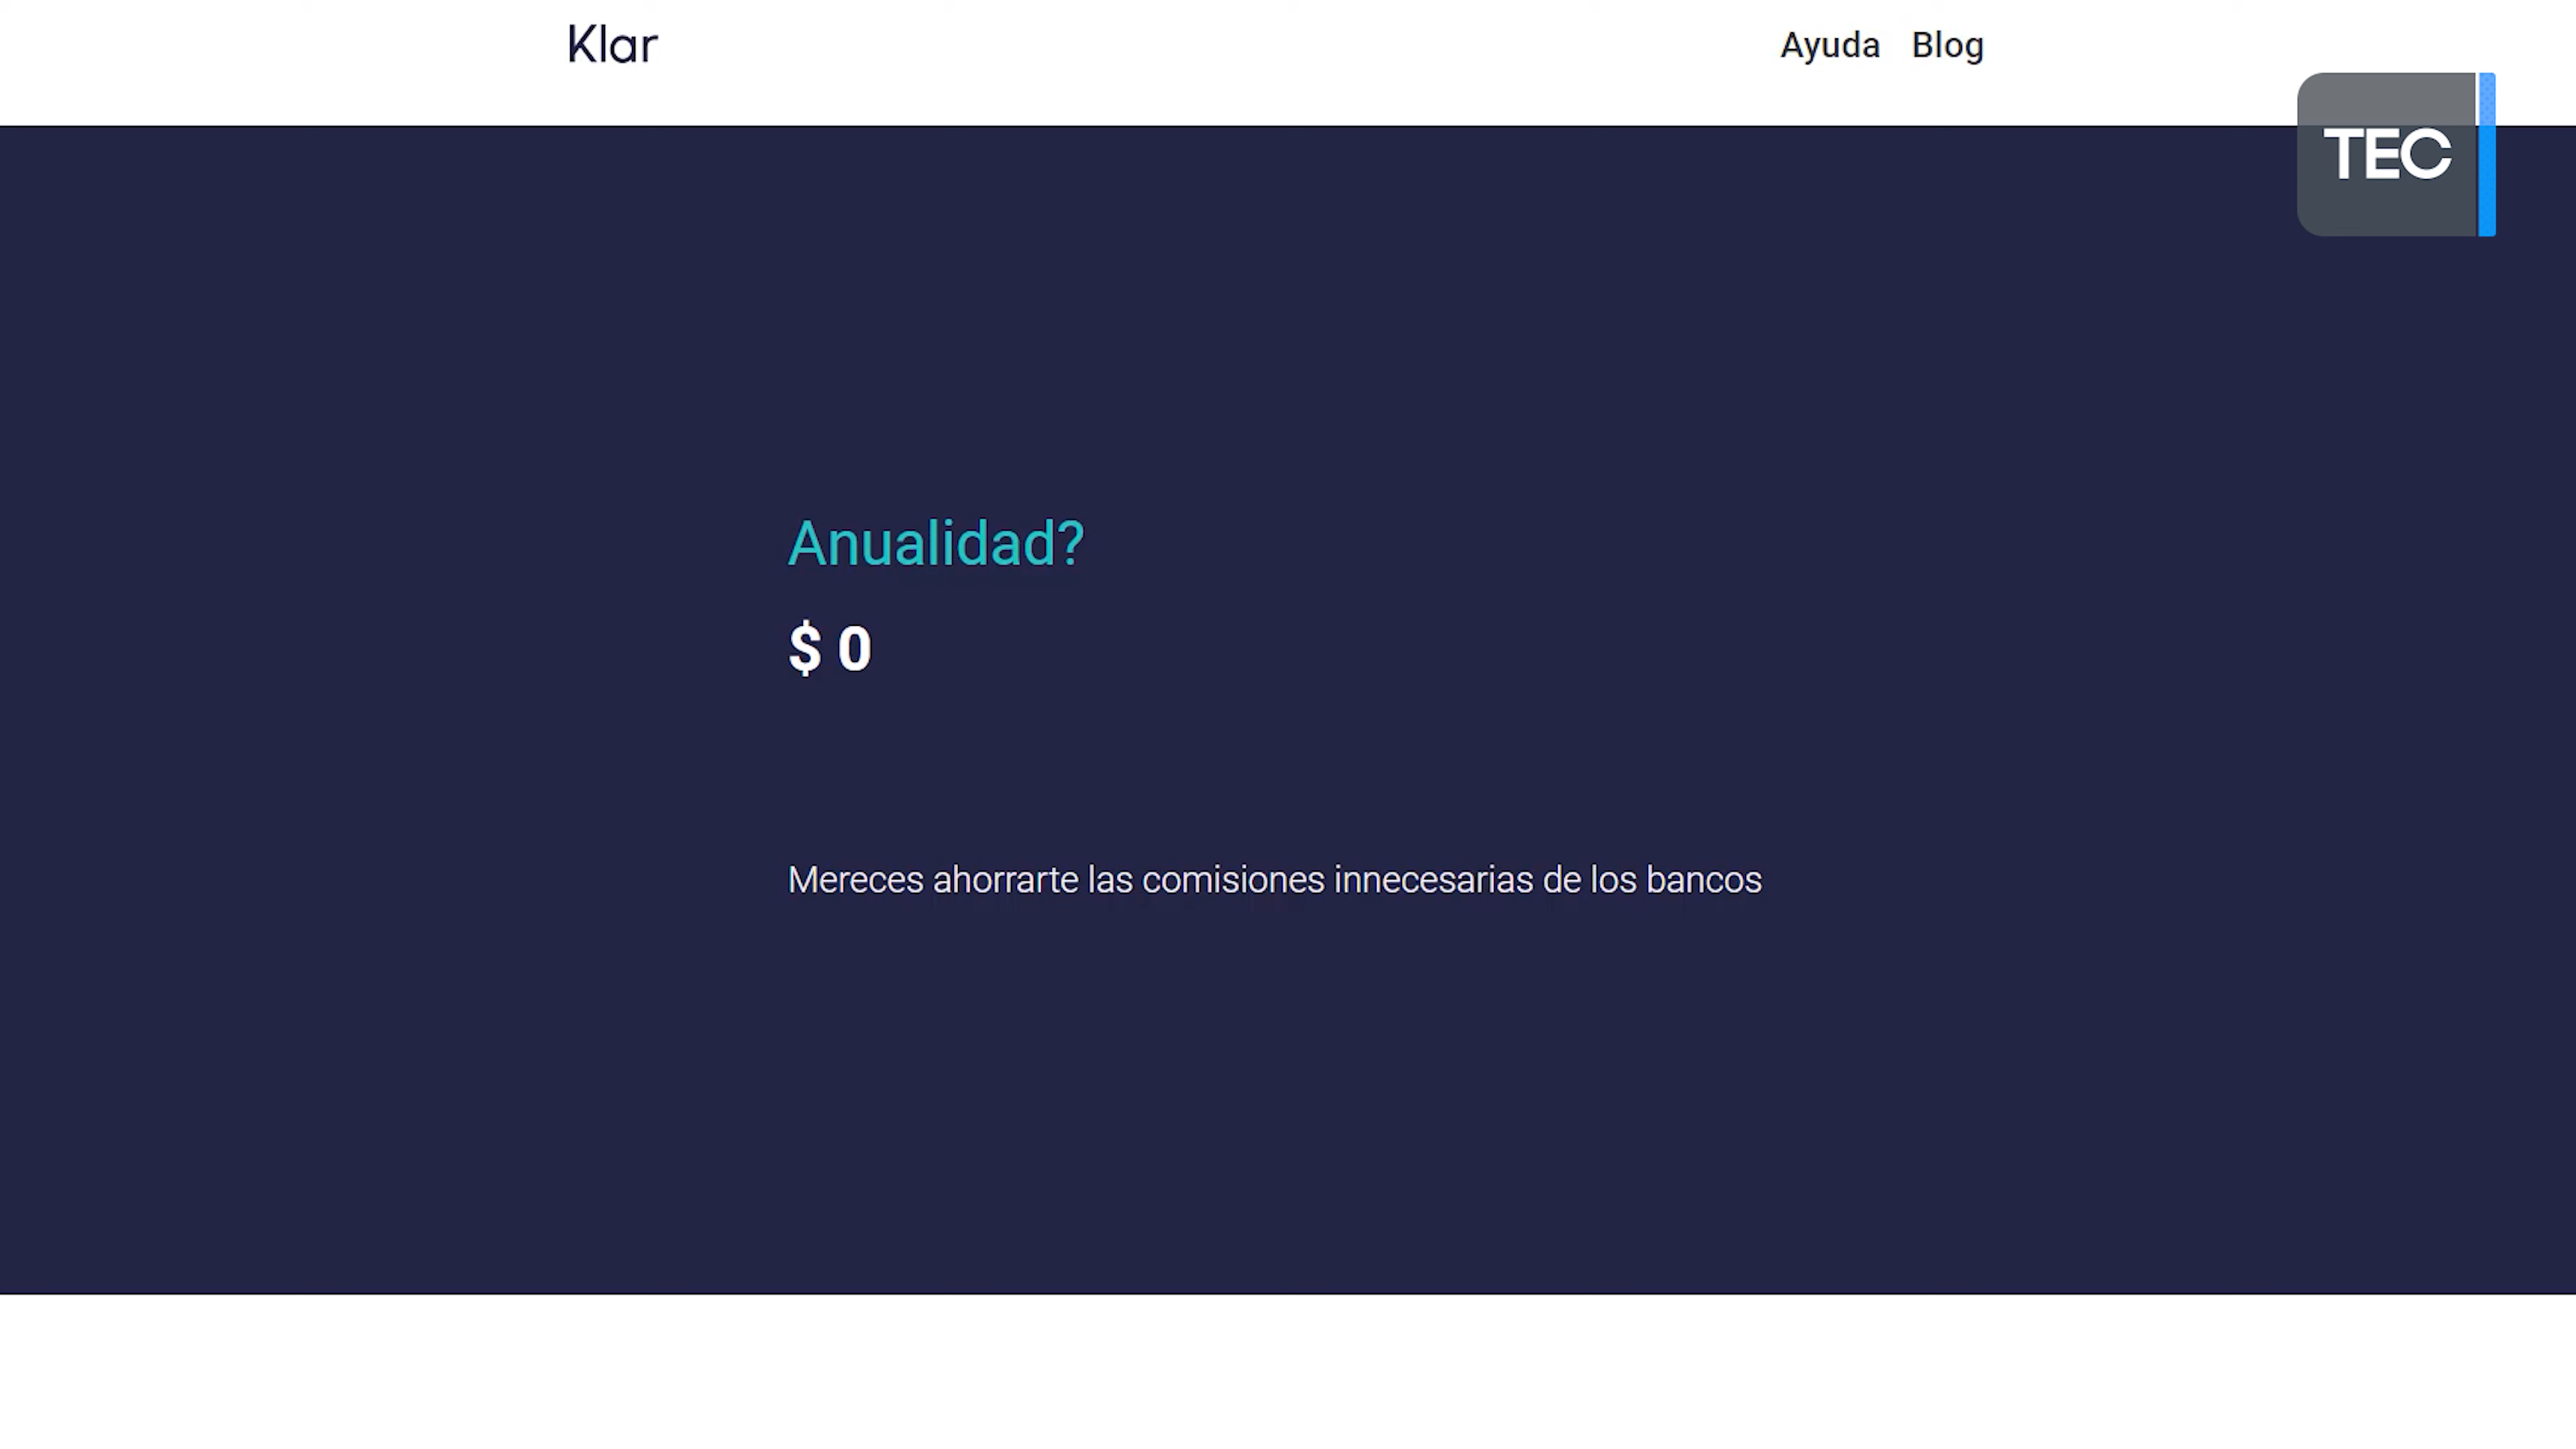 Klar
Ayuda Blog
TEC
Anualidad?
$ 0
Mereces ahorrarte las comisiones innecesarias de los bancos